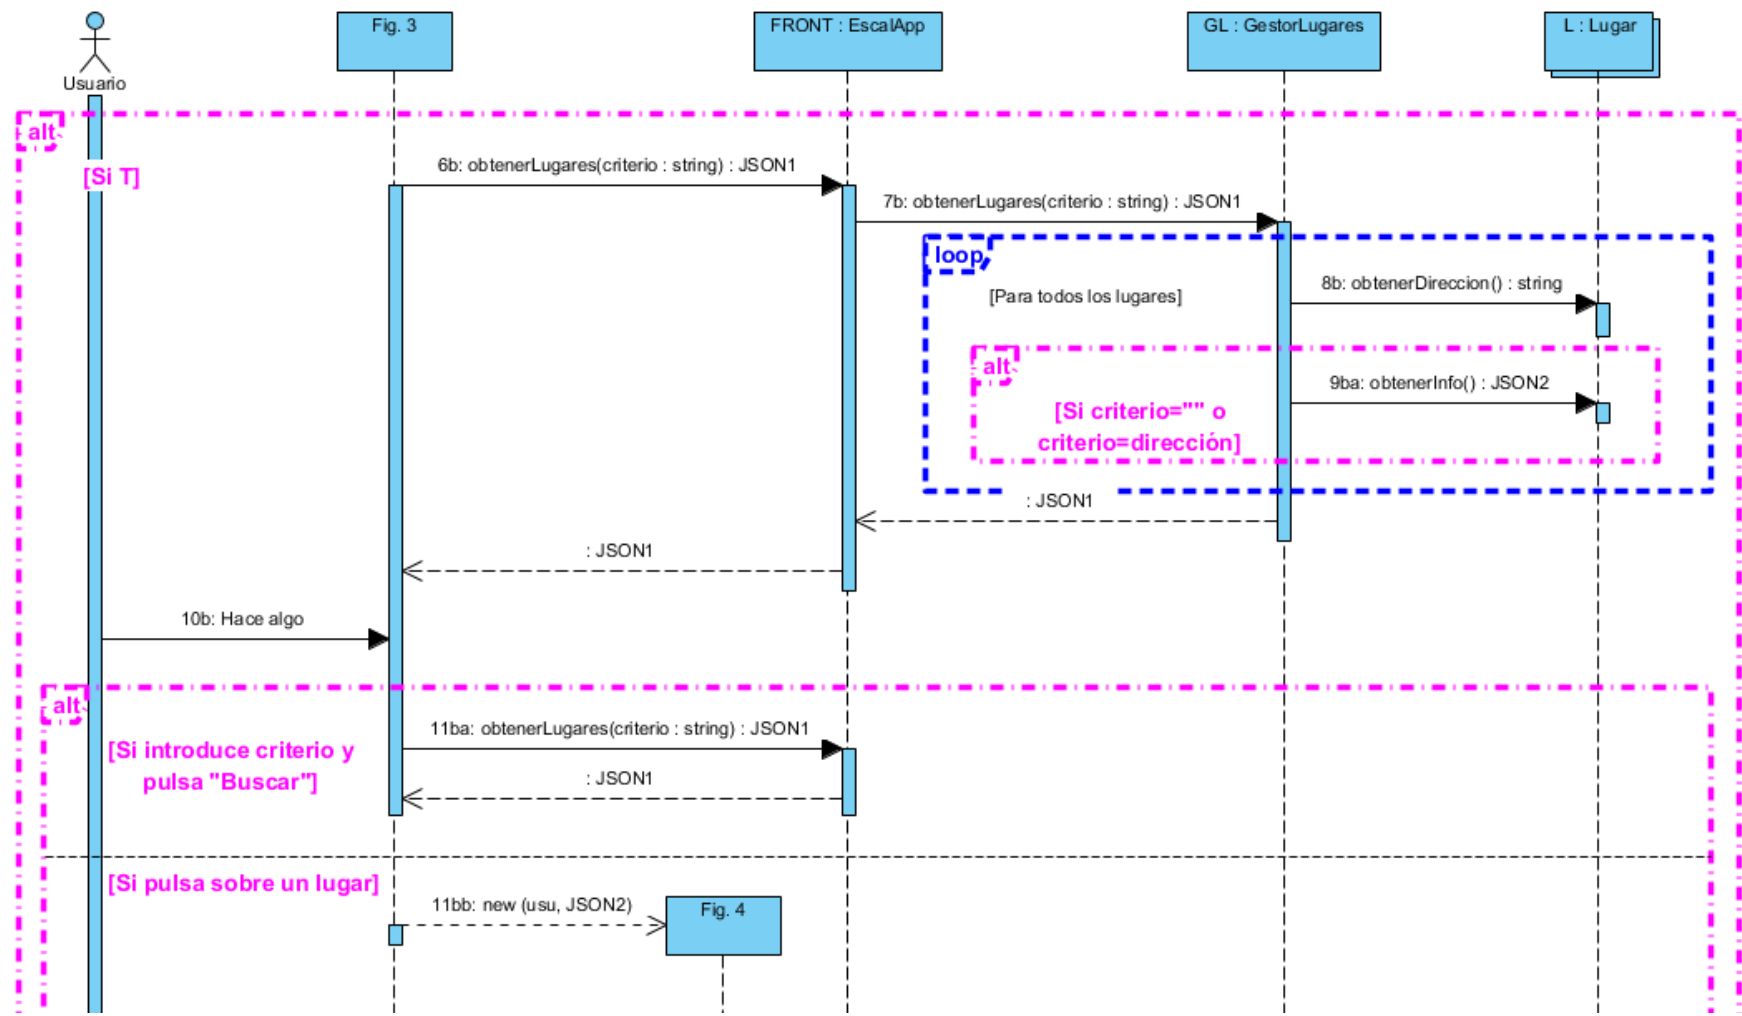 Usuario
Fig. 3
FRONT : EscalApp
GL : GestorLugares
L : Lugar
alt
[Si T]
6b: obtenerLugares(criterio : string) : JSON1
7b: obtenerLugares(criterio : string) : JSON1
loop
[Para todos los lugares]
8b: obtenerDireccion() : string
alt
9ba: obtenerInfo() : JSON2
[Si criterio="" o
criterio=dirección]
: JSON1
: JSON1
10b: Hace algo
alt
11ba: obtenerLugares(criterio : string) : JSON1
[Si introduce criterio y
pulsa "Buscar"]
: JSON1
[Si pulsa sobre un lugar]
11bb: new (usu, JSON2)
Fig. 4